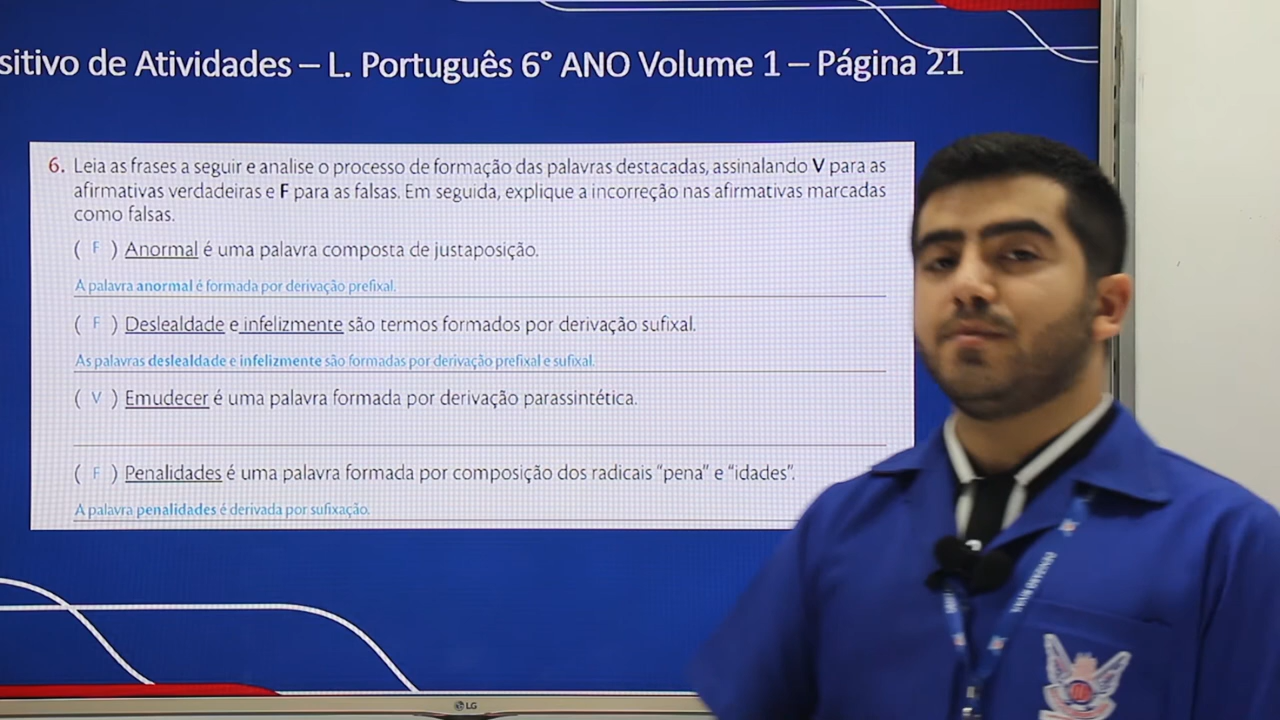 sitivo de Atividades – L. Português 6° ANO Volume 1 – Página 21
6. Leia as frases a seguir e analise o processo de formação das palavras destacadas, assinalando V para as
afirmativas verdadeiras e F para as falsas. Em seguida, explique a incorreção nas afirmativas marcadas
como falsas.
( F ) Anormal é uma palavra composta de justaposição.
A palavra anormal é formada por derivação prefixal.
( F ) Deslealdade e infelizmente são termos formados por derivação sufixal.
As palavras deslealdade e infelizmente são formadas por derivação prefixal e sufixal.
( V ) Emudecer é uma palavra formada por derivação parassintética.
( F ) Penalidades é uma palavra formada por composição dos radicais “pena” e “idades”.
A palavra penalidades é derivada por sufixação.
LG